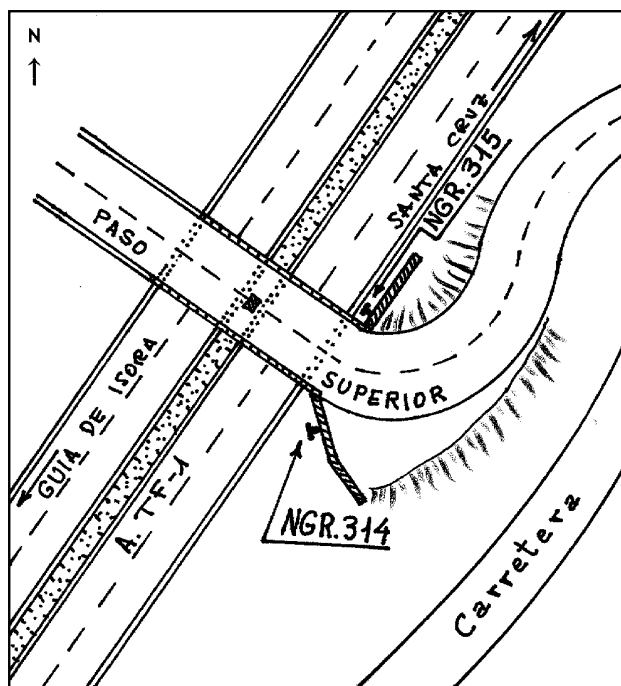 N
SANTA CRUZ
NGR.315
PASO
SUPERIOR
GUIA DE ISORA
A. TF-1
NGR.314
Carretera